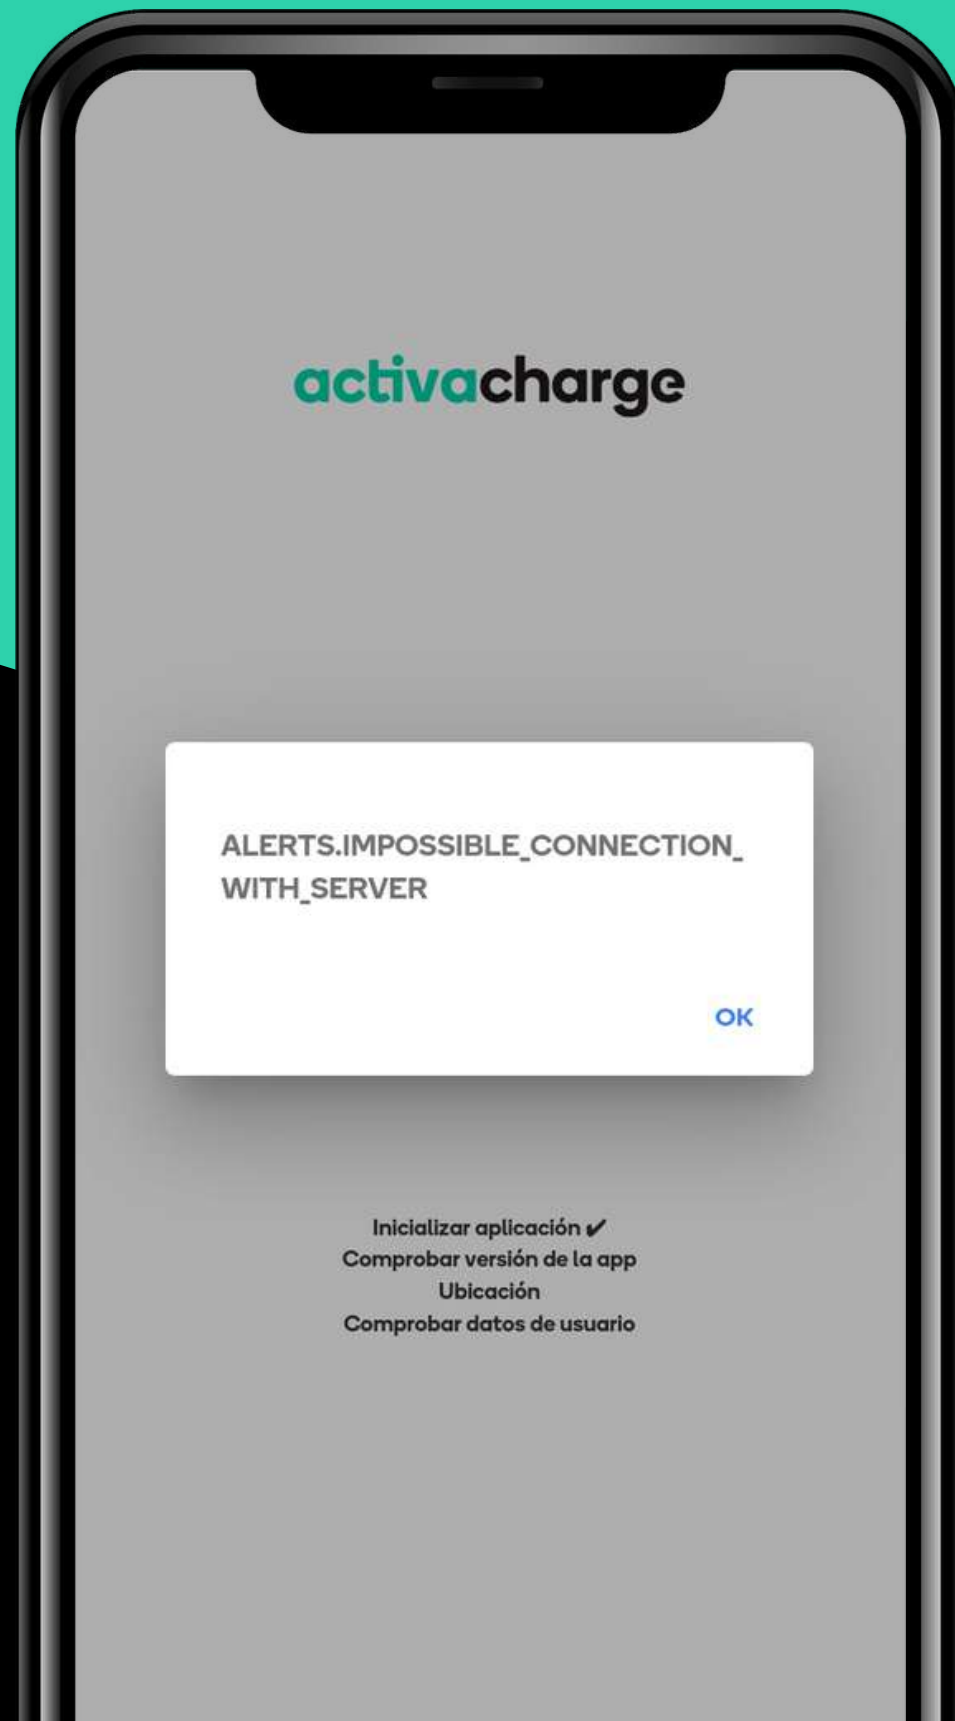 activacharge
ALERTS.IMPOSSIBLE_CONNECTION_
WITH_SERVER
OK
Inicializar aplicación ✔
Comprobar versión de la app
Ubicación
Comprobar datos de usuario